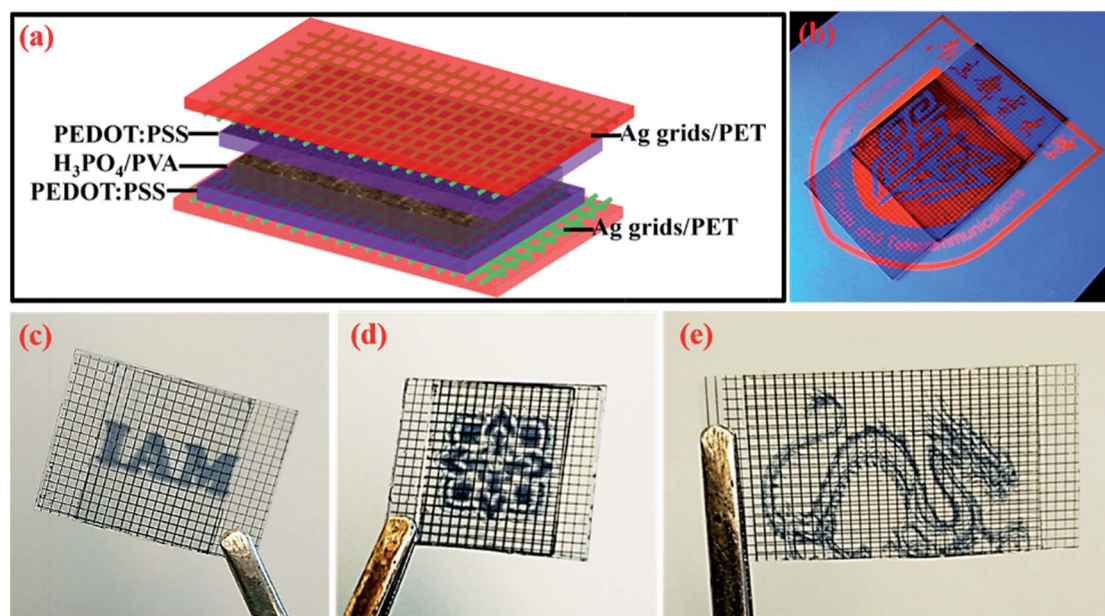 (a)
PEDOT:PSS
H₃PO₄/PVA
PEDOT:PSS
Ag grids/PET
Ag grids/PET
(b)
and Telecommunications
(c)
IAM
(d)
(e)